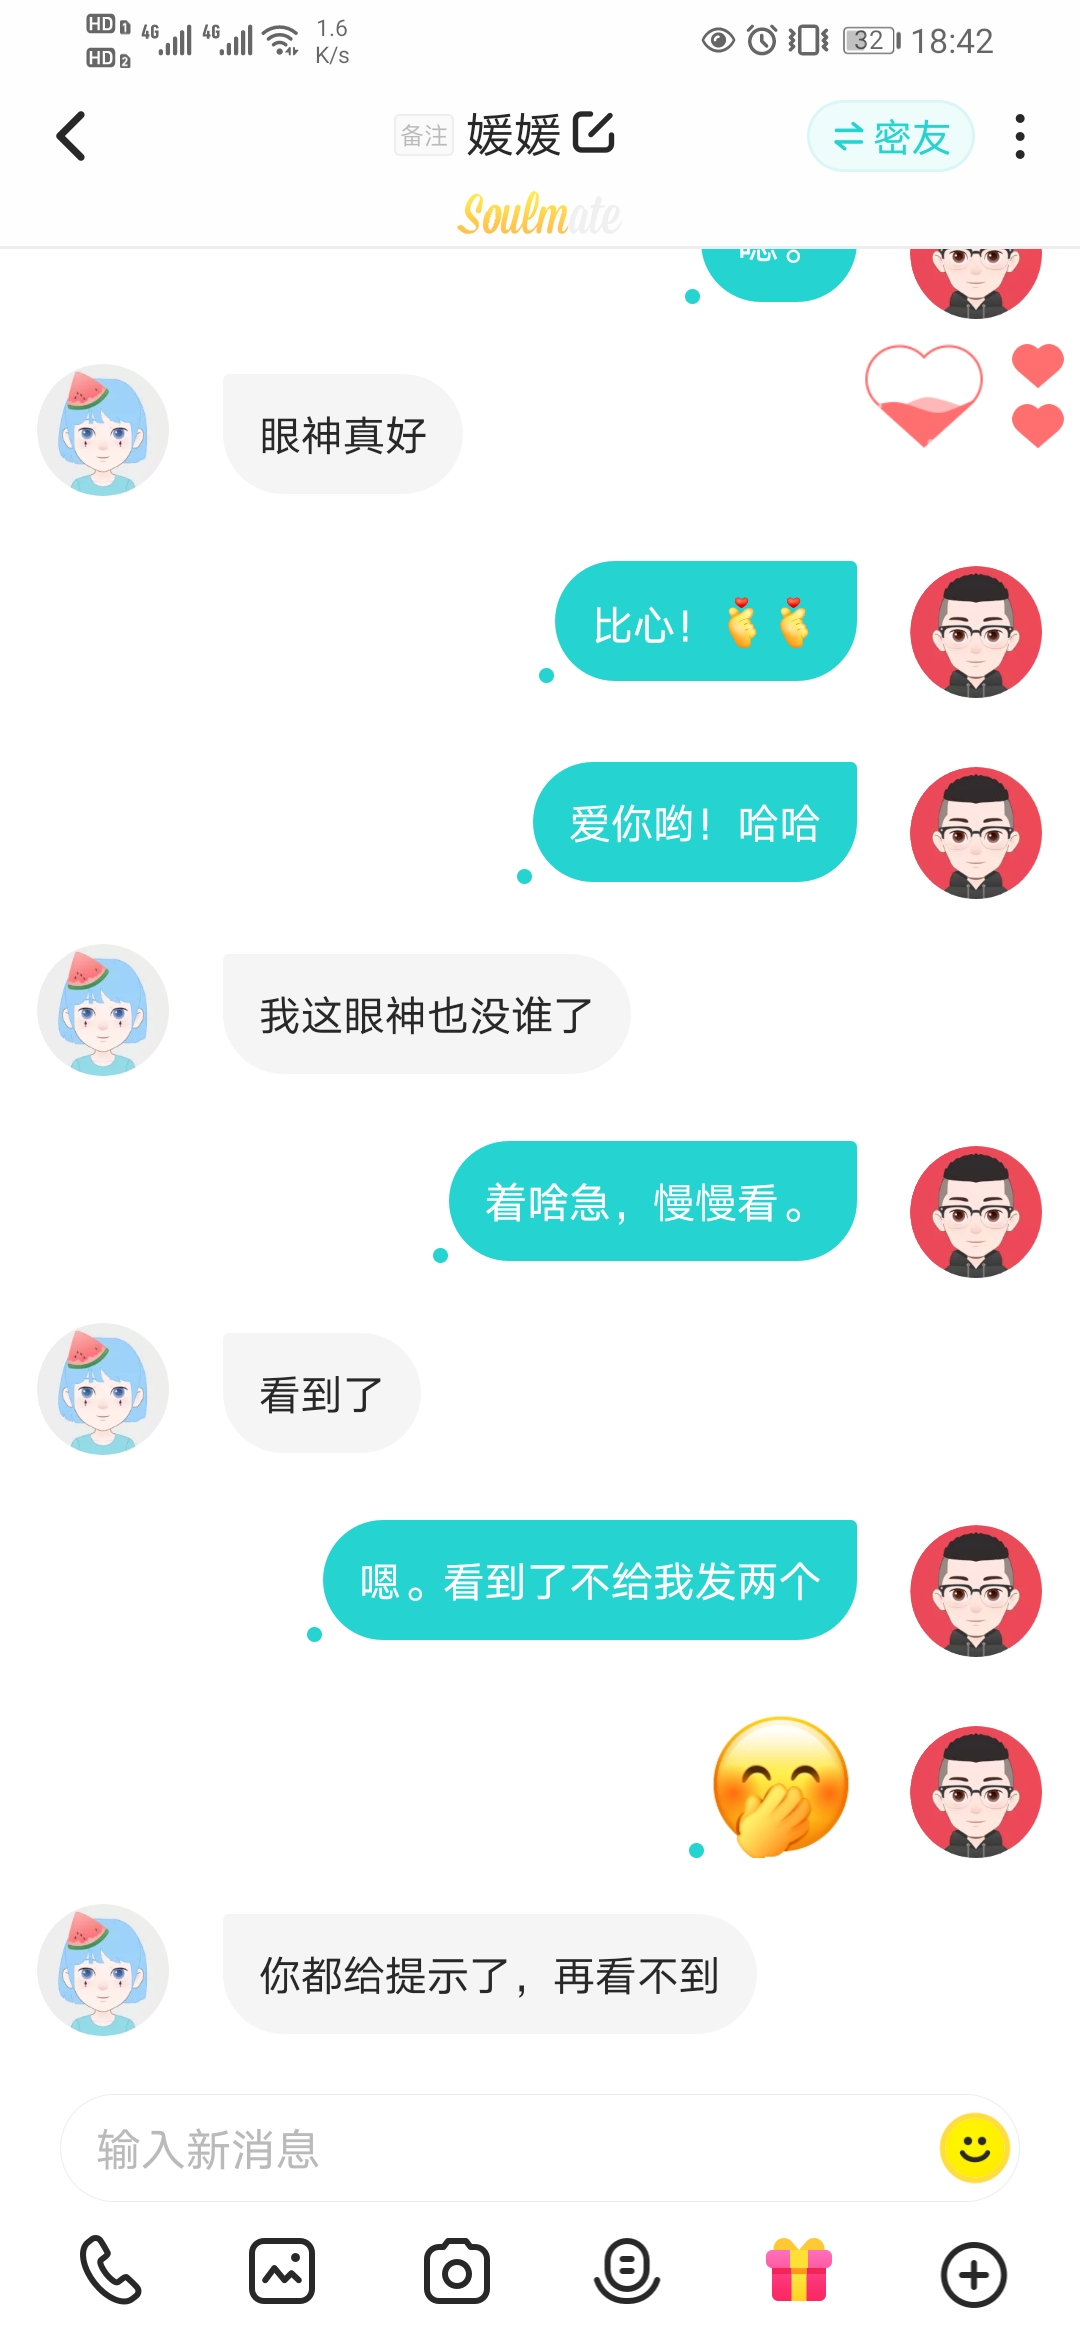 HD 1 4G 4G 1.6
HD 2 K/s
32 18:42
备注 媛媛
密友
Soulmate
嗯。
眼神真好
比心！
爱你哟！哈哈
我这眼神也没谁了
着啥急，慢慢看。
看到了
嗯。看到了不给我发两个
你都给提示了，再看不到
输入新消息